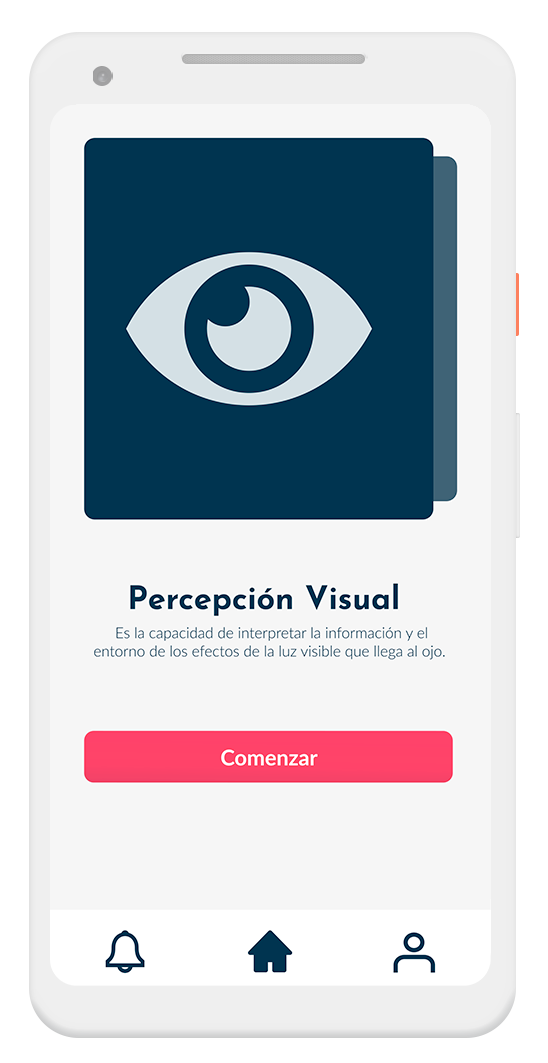 Percepción Visual
Es la capacidad de interpretar la información y el
entorno de los efectos de la luz visible que llega al ojo.
Comenzar